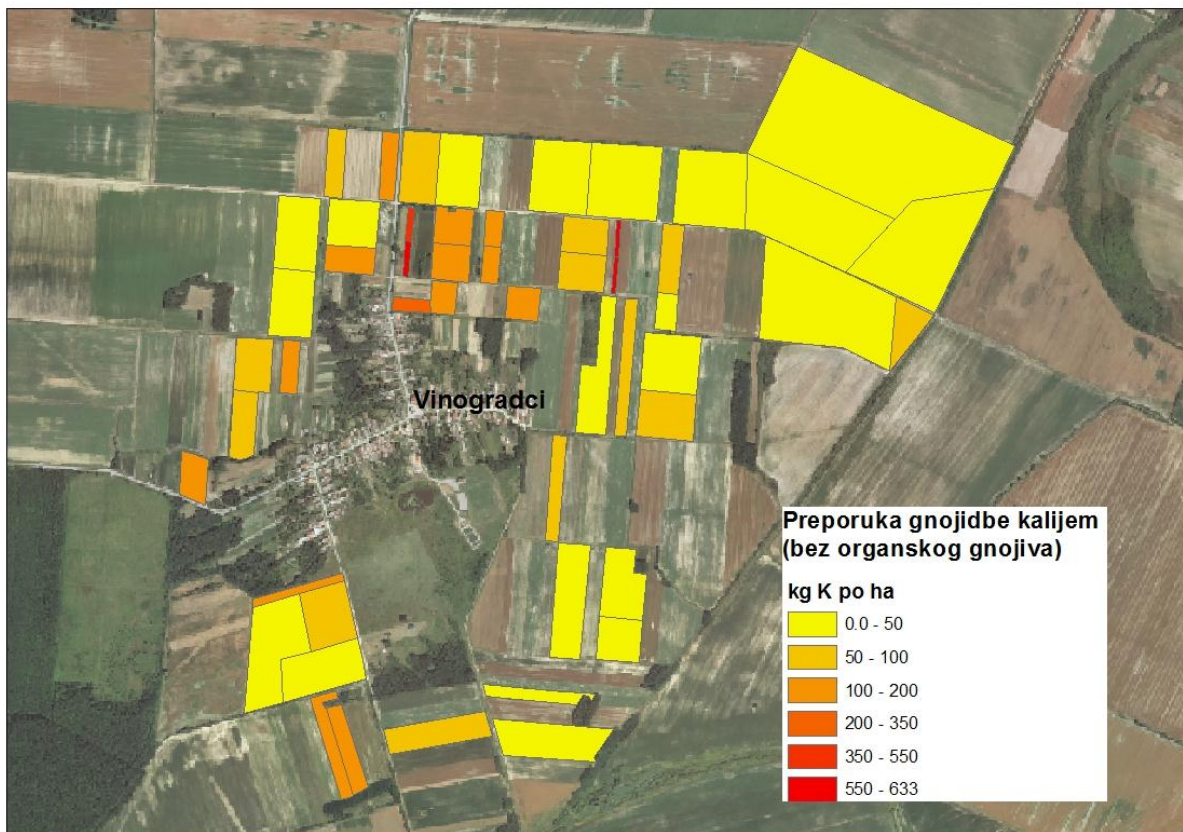 Vinogradci
Preporuka gnojidbe kalijem
(bez organskog gnojiva)
kg K po ha
0.0 - 50
50 - 100
100 - 200
200 - 350
350 - 550
550 - 633